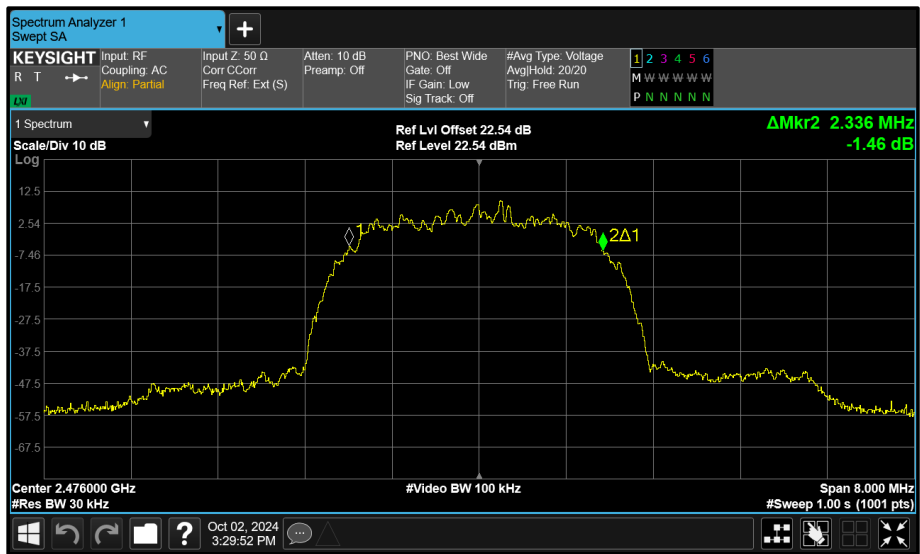 Spectrum Analyzer 1
Swept SA
KEYSIGHT
R T
LXI
Input: RF
Coupling: AC
Align: Partial
Input Z: 50 Ω
Corr CCorr
Freq Ref: Ext (S)
Atten: 10 dB
Preamp: Off
PNO: Best Wide
Gate: Off
IF Gain: Low
Sig Track: Off
#Avg Type: Voltage
Avg|Hold: 20/20
Trig: Free Run
1 2 3 4 5 6
M W W W W W
P N N N N N
1 Spectrum
Scale/Div 10 dB
Ref Lvl Offset 22.54 dB
Ref Level 22.54 dBm
ΔMkr2 2.336 MHz
-1.46 dB
Log
12.5
2.54
-7.46
-17.5
-27.5
-37.5
-47.5
-57.5
-67.5
1
2Δ1
Center 2.476000 GHz
#Video BW 100 kHz
Span 8.000 MHz
#Res BW 30 kHz
#Sweep 1.00 s (1001 pts)
?
Oct 02, 2024
3:29:52 PM